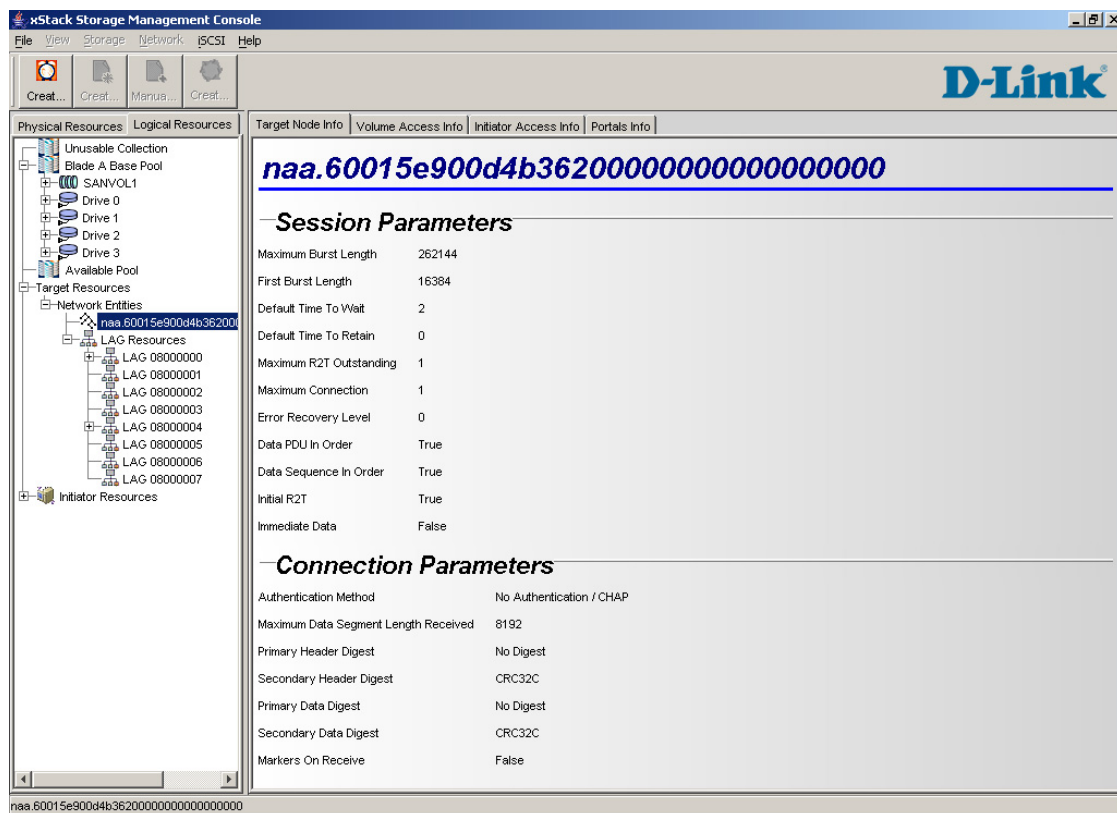 xStack Storage Management Console
File View Storage Network iSCSI Help
Creat... Creat... Manua... Creat...
D-Link
Physical Resources Logical Resources
Unusable Collection
Blade A Base Pool
SANVOL1
Drive 0
Drive 1
Drive 2
Drive 3
Available Pool
Target Resources
Network Entities
naa.60015e900d4b36200
LAG Resources
LAG 08000000
LAG 08000001
LAG 08000002
LAG 08000003
LAG 08000004
LAG 08000005
LAG 08000006
LAG 08000007
Initiator Resources
Target Node Info Volume Access Info Initiator Access Info Portals Info
naa.60015e900d4b36200000000000000000
Session Parameters
Maximum Burst Length 262144
First Burst Length 16384
Default Time To Wait 2
Default Time To Retain 0
Maximum R2T Outstanding 1
Maximum Connection 1
Error Recovery Level 0
Data PDU In Order True
Data Sequence In Order True
Initial R2T True
Immediate Data False
Connection Parameters
Authentication Method No Authentication / CHAP
Maximum Data Segment Length Received 8192
Primary Header Digest No Digest
Secondary Header Digest CRC32C
Primary Data Digest No Digest
Secondary Data Digest CRC32C
Markers On Receive False
naa.60015e900d4b36200000000000000000